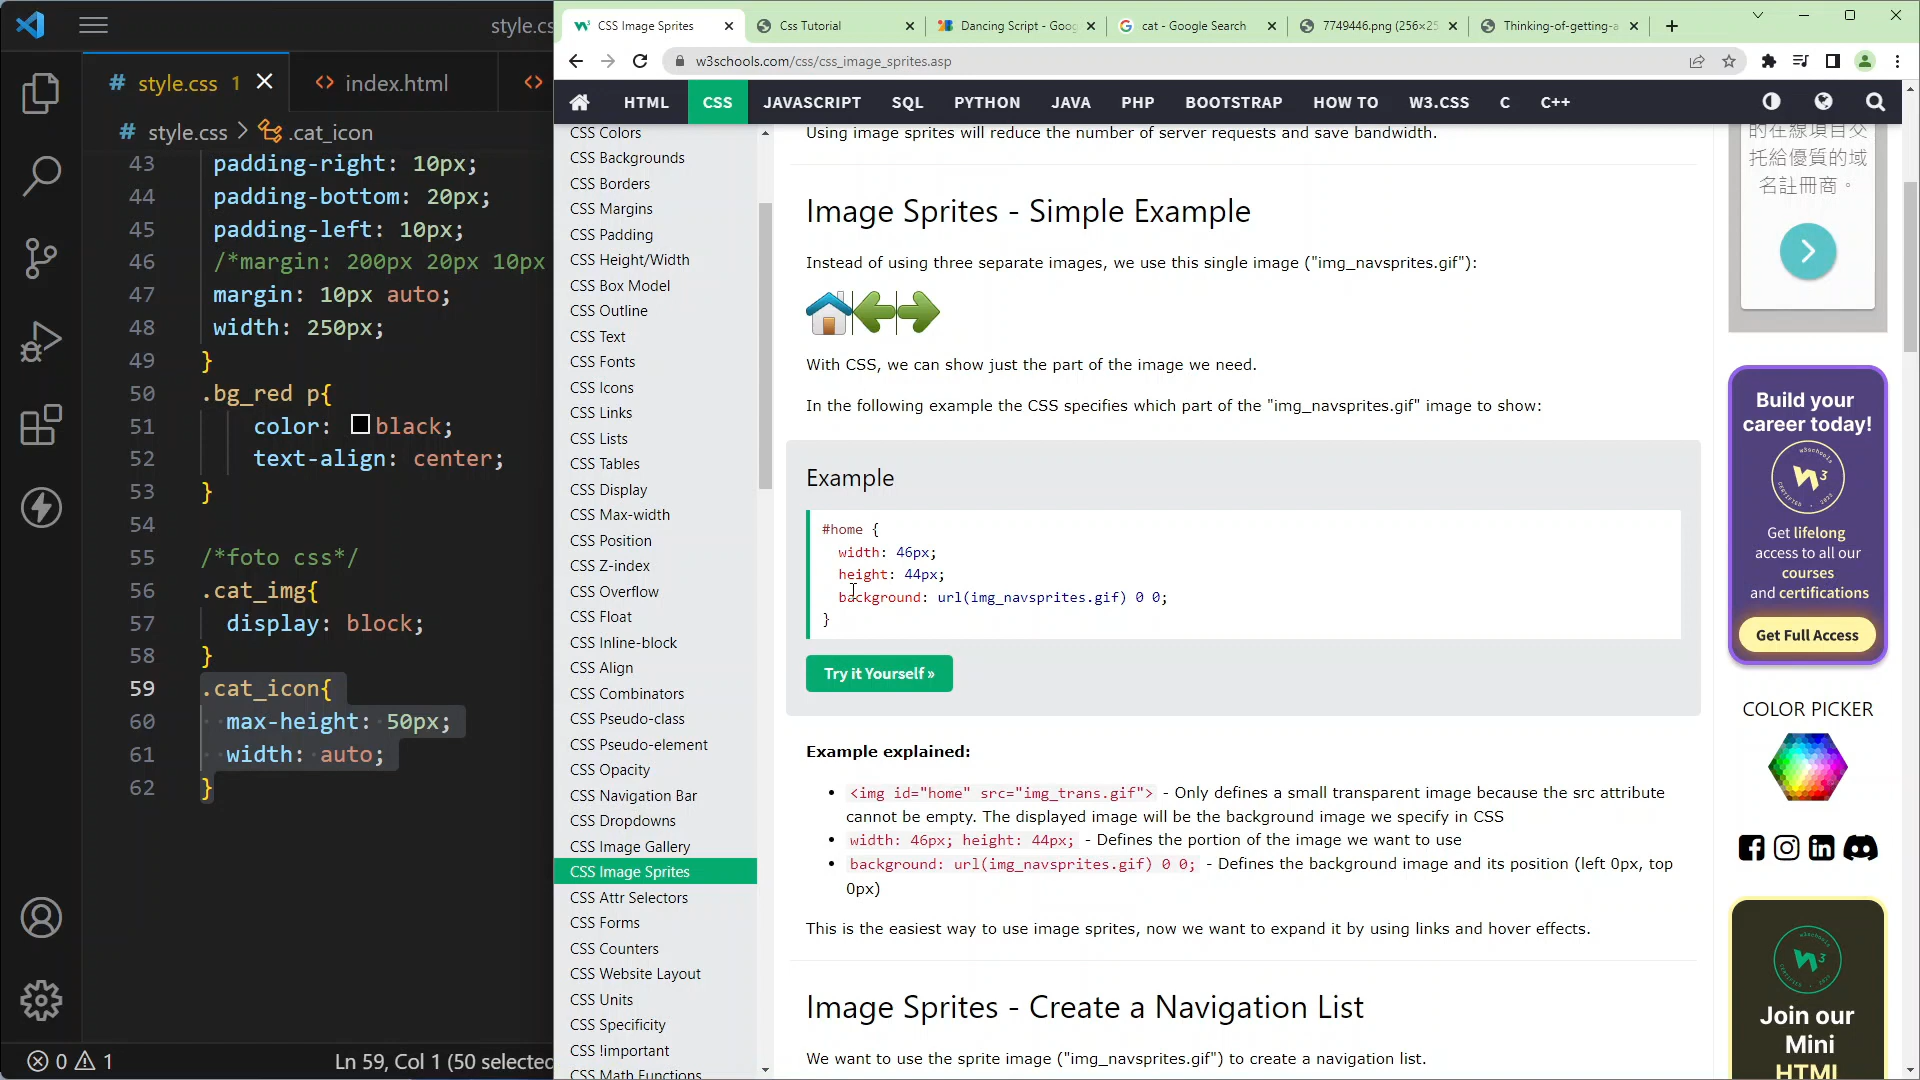 style.cs
style.css 1
index.html
# style.css > .cat_icon
43 padding-right: 10px;
44 padding-bottom: 20px;
45 padding-left: 10px;
46 /*margin: 200px 20px 10px
47 margin: 10px auto;
48 width: 250px;
49 }
50 .bg_red p{
51 color: black;
52 text-align: center;
53 }
54
55 /*foto css*/
56 .cat_img{
57 display: block;
58 }
59 .cat_icon{
60 max-height: 50px;
61 width: auto;
62 }
0 1 Ln 59, Col 1 (50 selected
CSS Image Sprites
Css Tutorial
Dancing Script - Goog
cat - Google Search
7749446.png (256×25
Thinking-of-getting-a
w3schools.com/css/css_image_sprites.asp
HTML CSS JAVASCRIPT SQL PYTHON JAVA PHP BOOTSTRAP HOW TO W3.CSS C C++
CSS Colors
CSS Backgrounds
CSS Borders
CSS Margins
CSS Padding
CSS Height/Width
CSS Box Model
CSS Outline
CSS Text
CSS Fonts
CSS Icons
CSS Links
CSS Lists
CSS Tables
CSS Display
CSS Max-width
CSS Position
CSS Z-index
CSS Overflow
CSS Float
CSS Inline-block
CSS Align
CSS Combinators
CSS Pseudo-class
CSS Pseudo-element
CSS Opacity
CSS Navigation Bar
CSS Dropdowns
CSS Image Gallery
CSS Image Sprites
CSS Attr Selectors
CSS Forms
CSS Counters
CSS Website Layout
CSS Units
CSS Specificity
CSS !important
CSS Math Functions
Using image sprites will reduce the number of server requests and save bandwidth.
Image Sprites - Simple Example
Instead of using three separate images, we use this single image ("img_navsprites.gif"):
With CSS, we can show just the part of the image we need.
In the following example the CSS specifies which part of the "img_navsprites.gif" image to show:
Example
#home {
width: 46px;
height: 44px;
background: url(img_navsprites.gif) 0 0;
}
Try it Yourself »
Example explained:
• <img id="home" src="img_trans.gif"> - Only defines a small transparent image because the src attribute
cannot be empty. The displayed image will be the background image we specify in CSS
• width: 46px; height: 44px; - Defines the portion of the image we want to use
• background: url(img_navsprites.gif) 0 0; - Defines the background image and its position (left 0px, top
0px)
This is the easiest way to use image sprites, now we want to expand it by using links and hover effects.
Image Sprites - Create a Navigation List
We want to use the sprite image ("img_navsprites.gif") to create a navigation list.
的在線項目交
托給優質的域
名註冊商。
Build your
career today!
Get lifelong
access to all our
courses
and certifications
Get Full Access
COLOR PICKER
Join our
Mini
HTML